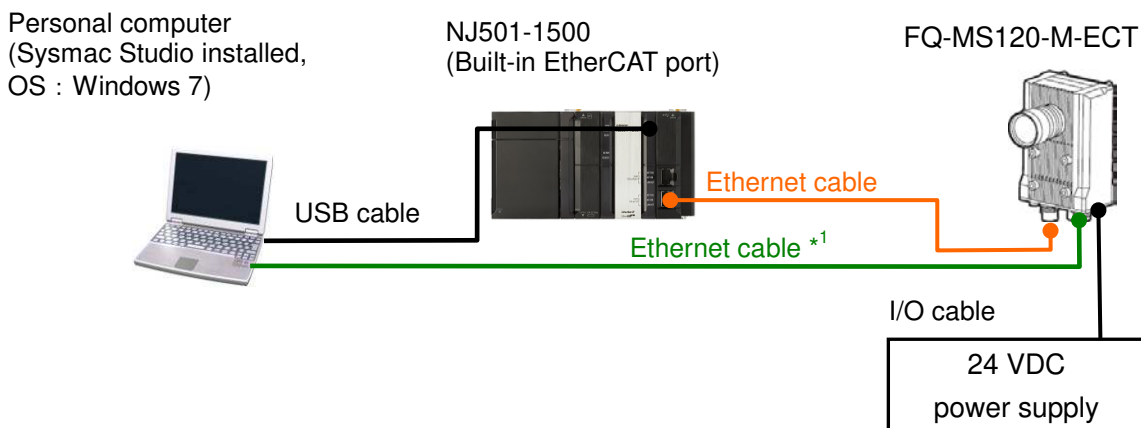 Personal computer
(Sysmac Studio installed,
OS：Windows 7)
NJ501-1500
(Built-in EtherCAT port)
FQ-MS120-M-ECT
Ethernet cable
USB cable
Ethernet cable *1
I/O cable
24 VDC
power supply